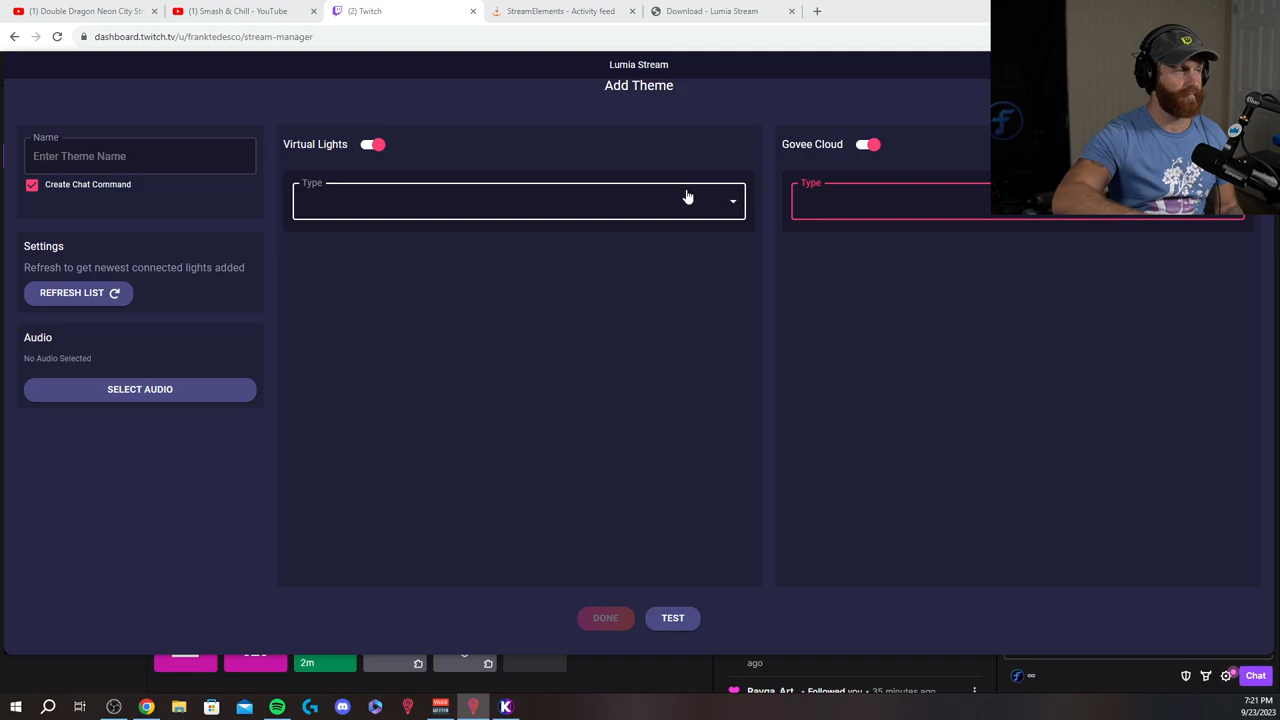 (1) Double Dragon Neon City St
(1) Smash & Chill - YouTube
(2) Twitch
StreamElements - Activity feed
Download - Lumia Stream
dashboard.twitch.tv/u/franktedesco/stream-manager
Lumia Stream
Add Theme
Name
Enter Theme Name
Create Chat Command
Virtual Lights
Type
Govee Cloud
Type
Settings
Refresh to get newest connected lights added
REFRESH LIST
Audio
No Audio Selected
SELECT AUDIO
DONE
TEST
2m
ago
Rayga_Art_ Followed you • 35 minutes ago
Chat
7:21 PM
9/23/2023